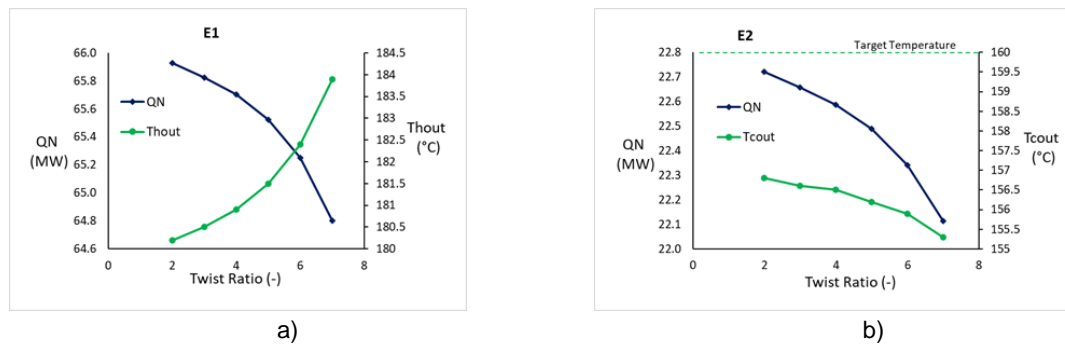 E1
QN
(MW)
66.0
65.8
65.6
65.4
65.2
65.0
64.8
64.6
QN
Thout
184.5
184
183.5
183
182.5
182
181.5
181
180.5
180
Thout
(°C)
0 2 4 6 8
Twist Ratio (-)
a)
E2
Target Temperature
QN
(MW)
22.8
22.7
22.6
22.5
22.4
22.3
22.2
22.1
22.0
QN
Tcout
160
159.5
159
158.5
158
157.5
157
156.5
156
155.5
155
Tcout
(°C)
0 2 4 6 8
Twist Ratio (-)
b)